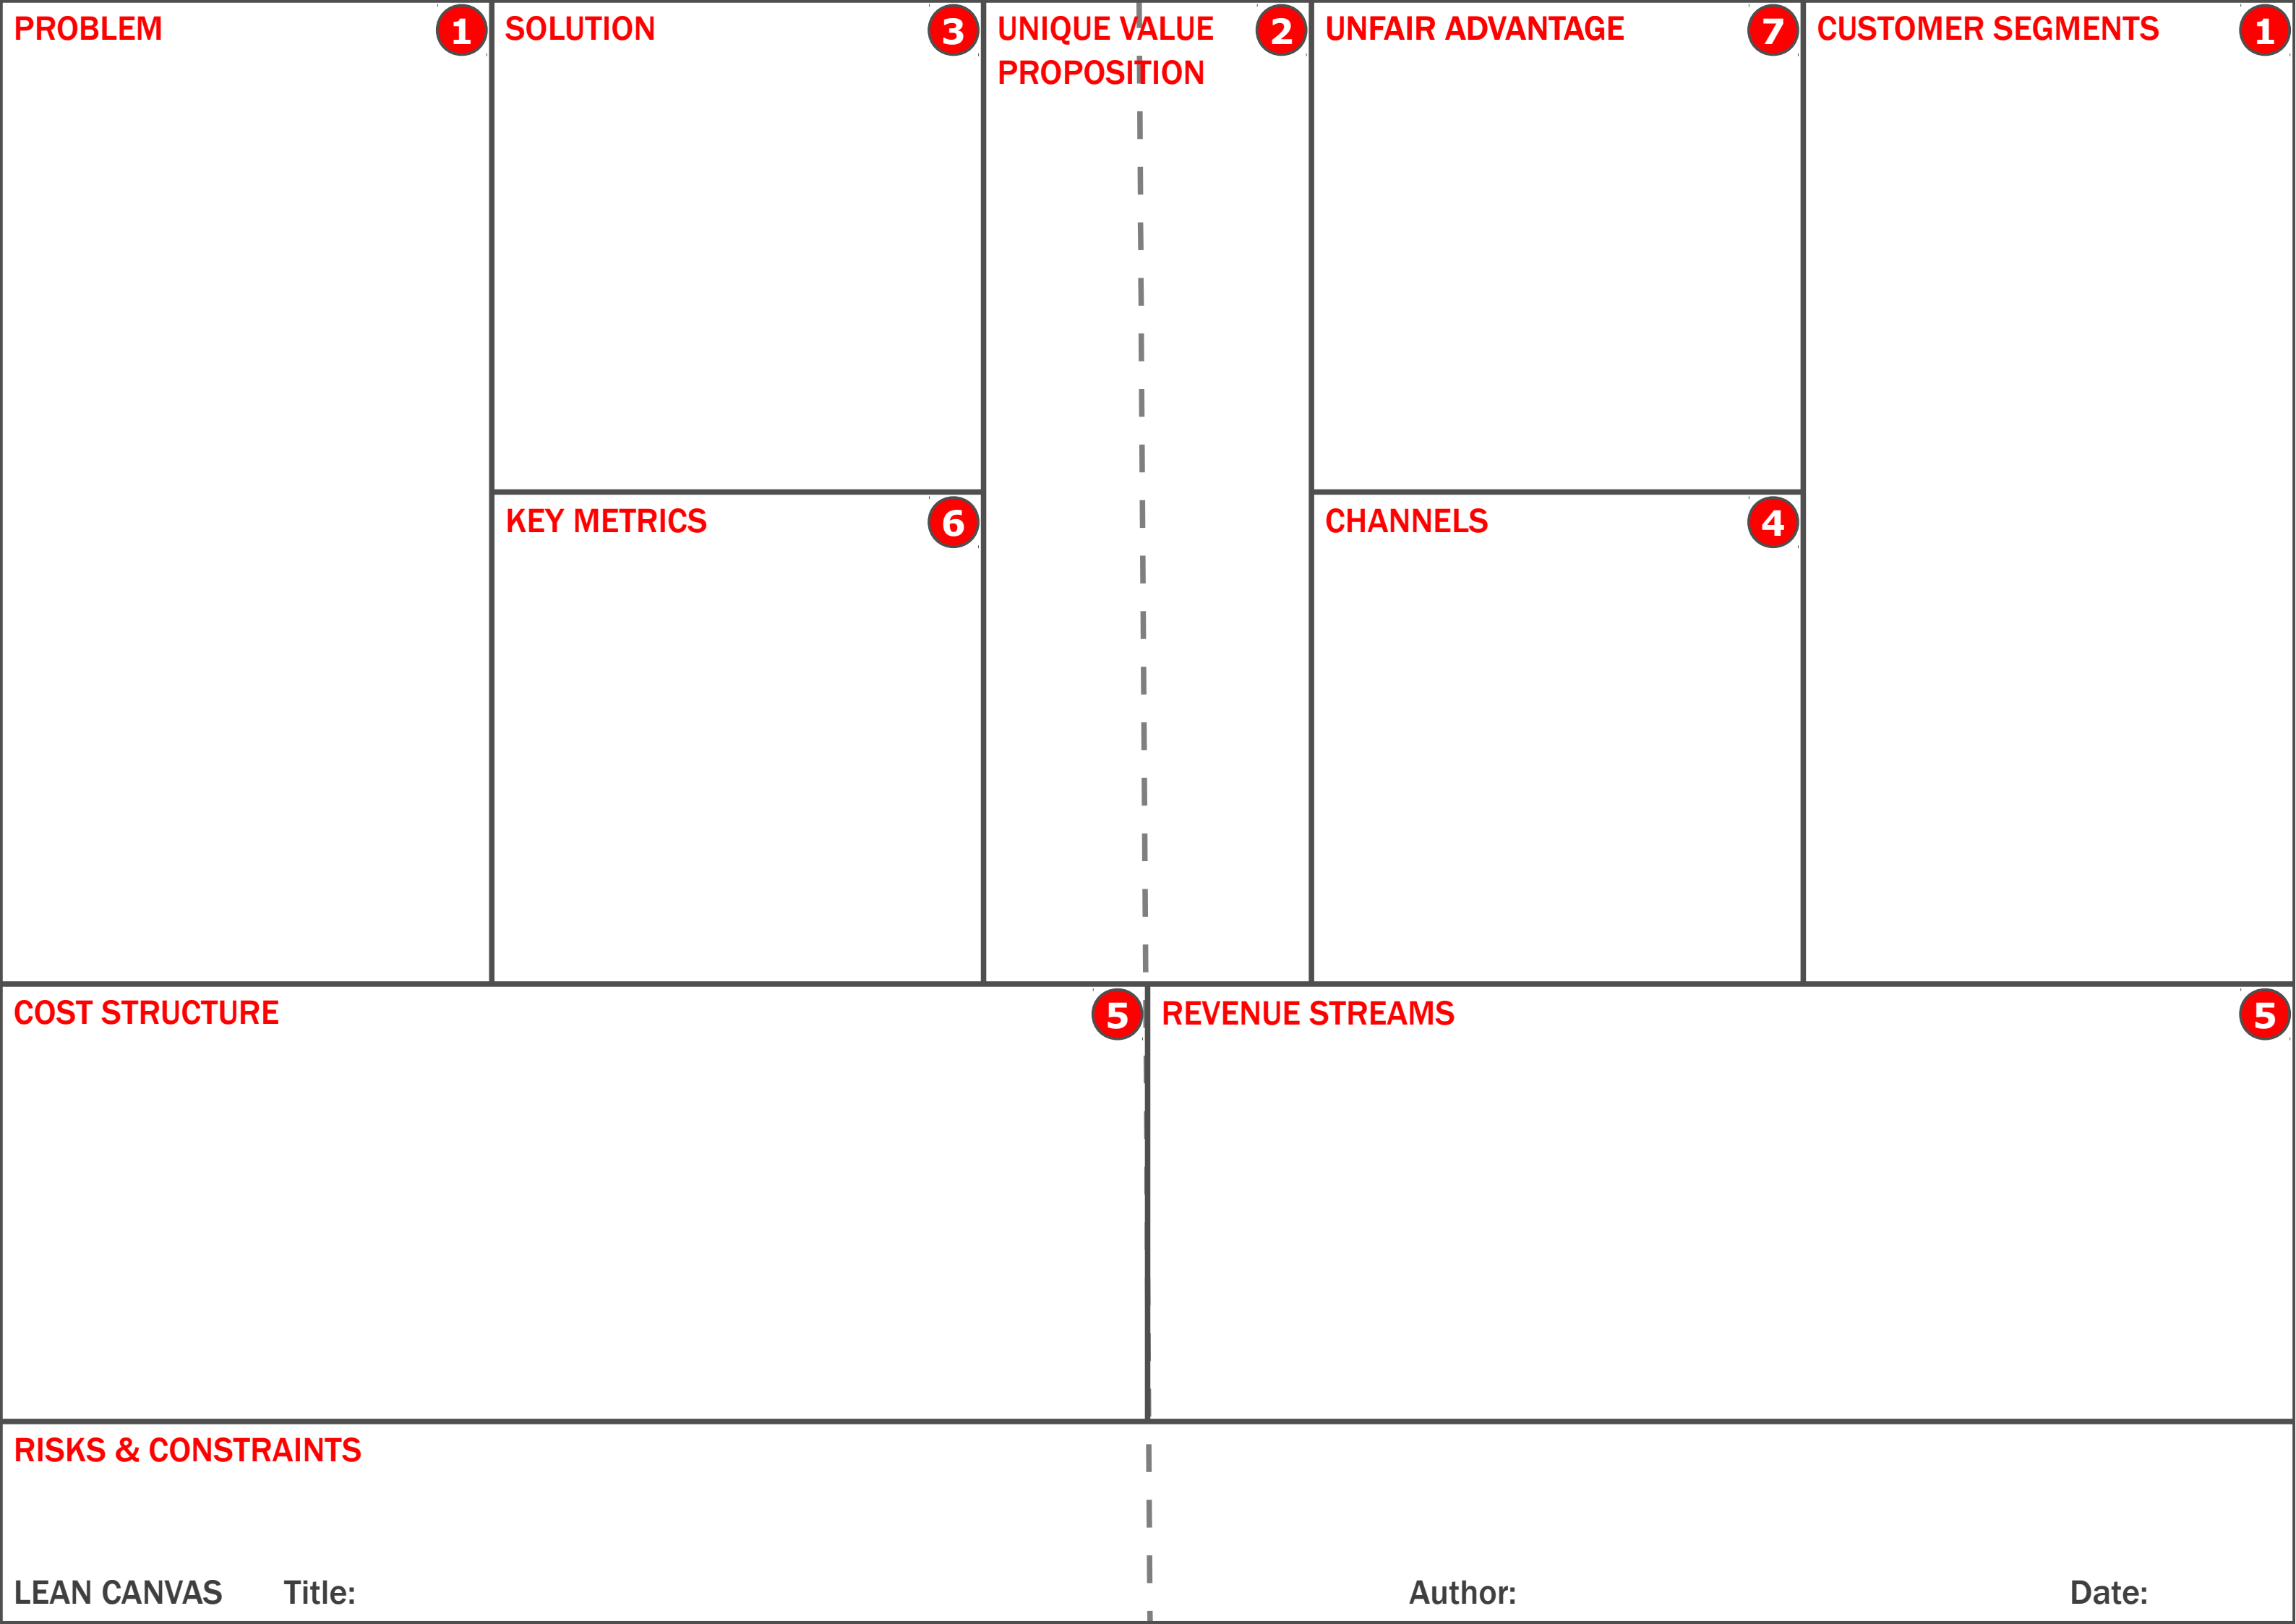 PROBLEM
1
SOLUTION
3
UNIQUE VALUE
PROPOSITION
2
UNFAIR ADVANTAGE
7
CUSTOMER SEGMENTS
1
KEY METRICS
6
CHANNELS
4
COST STRUCTURE
5
REVENUE STREAMS
5
RISKS & CONSTRAINTS
LEAN CANVAS Title: Author: Date: